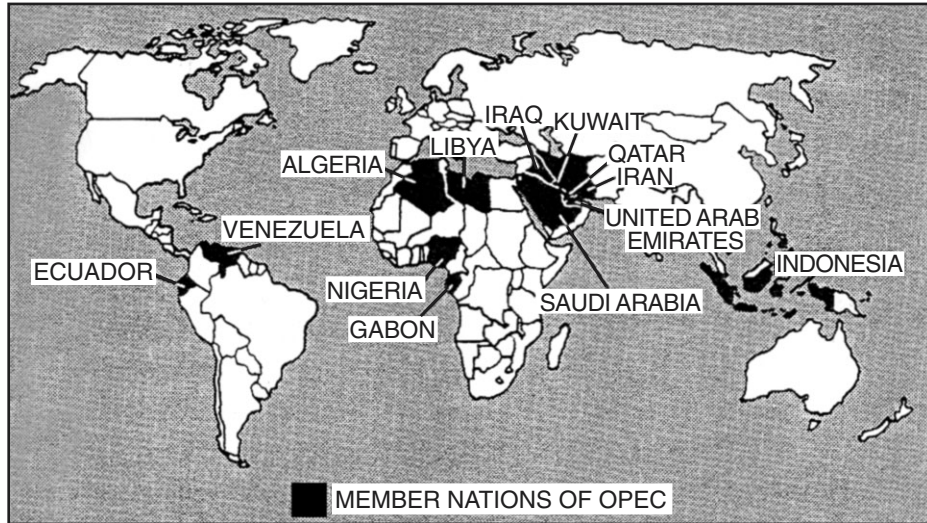 IRAQ
KUWAIT
LIBYA
ALGERIA
QATAR
IRAN
UNITED ARAB
EMIRATES
VENEZUELA
ECUADOR
INDONESIA
NIGERIA
SAUDI ARABIA
GABON
MEMBER NATIONS OF OPEC